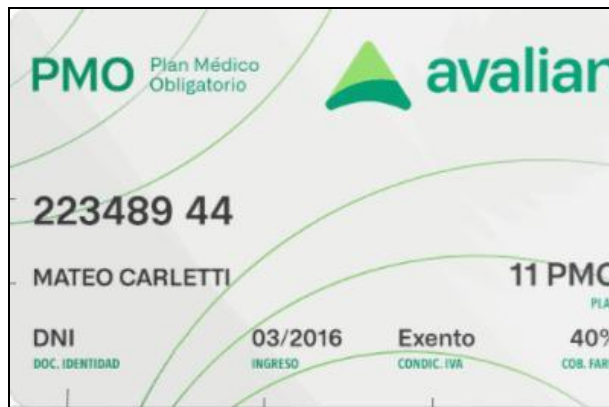 PMO Plan Médico
Obligatorio
avalian
223489 44
MATEO CARLETTI
11 PMO
DNI 03/2016 Exento 40%
DOC. IDENTIDAD INGRESO CONDIC. IVA COB.